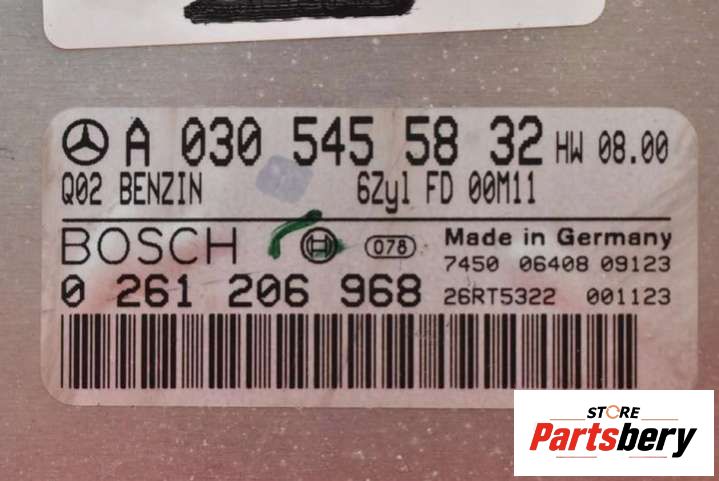 A 030 545 58 32 HW 08.00
Q02 BENZIN 6Zyl FD 00M11
BOSCH 078 Made in Germany
7450 06408 09123
0 261 206 968 26RT5322 001123
STORE
Partsbery